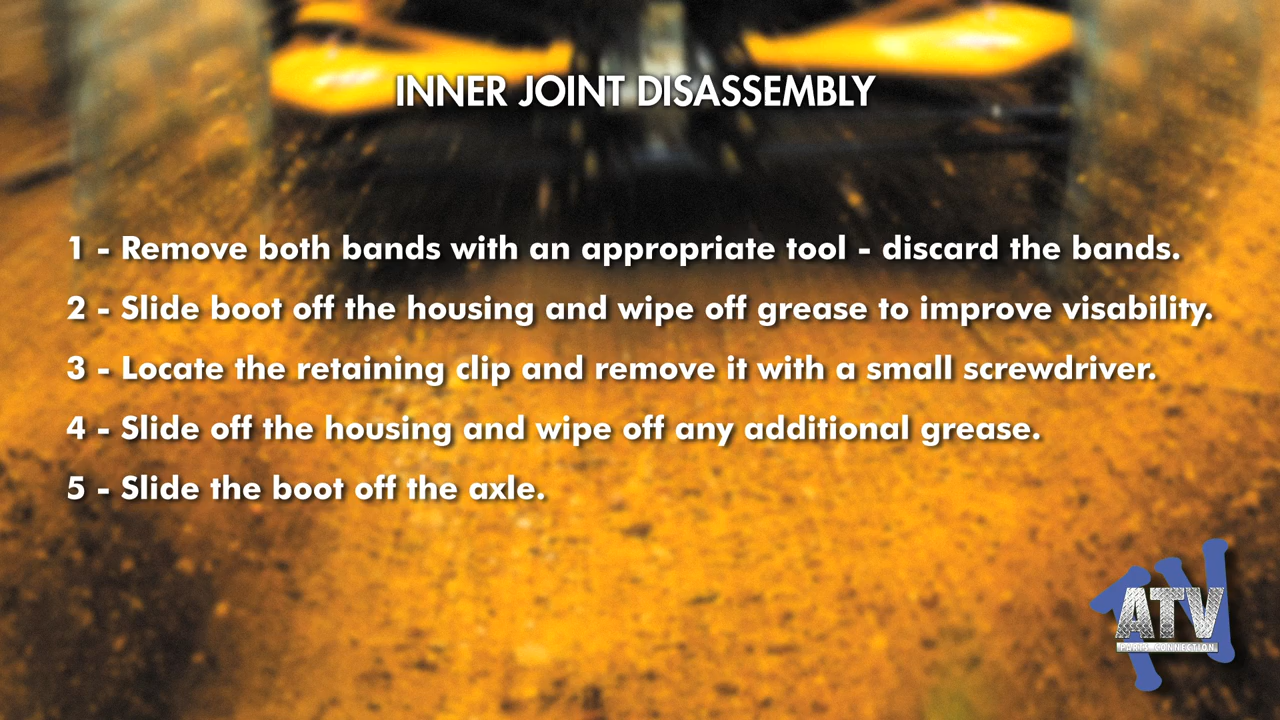 INNER JOINT DISASSEMBLY
1 - Remove both bands with an appropriate tool - discard the bands.
2 - Slide boot off the housing and wipe off grease to improve visability.
3 - Locate the retaining clip and remove it with a small screwdriver.
4 - Slide off the housing and wipe off any additional grease.
5 - Slide the boot off the axle.
ATV
PARTS CONNECTION